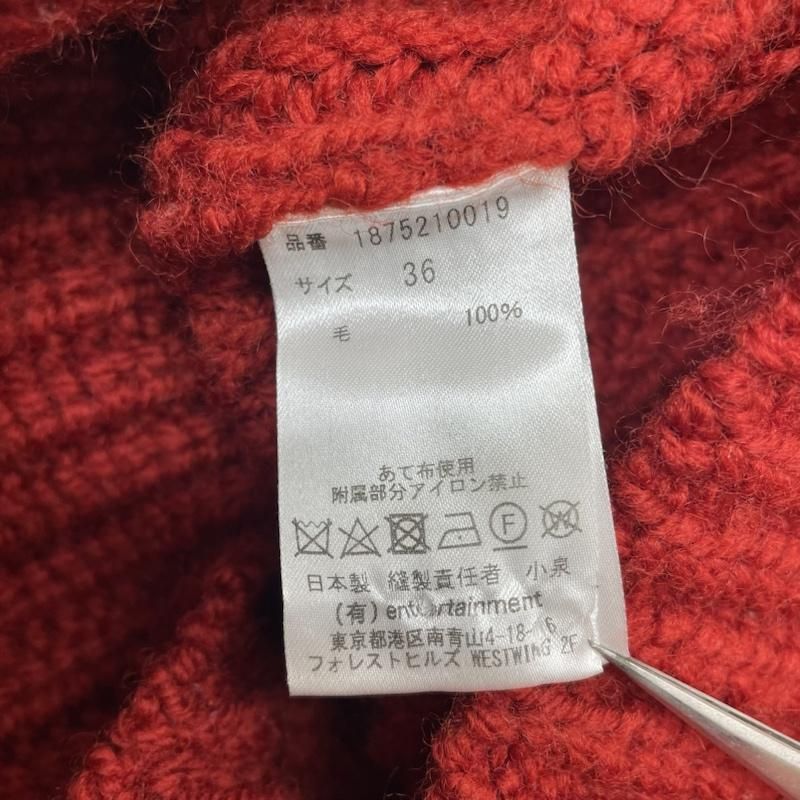 品番 1875210019
サイズ 36
毛 100%
あて布使用
附属部分アイロン禁止
F W
日本製 縫製責任者 小泉
(有) entertainment
東京都港区南青山4-18-16
フォレストヒルズ WESTWING 2F